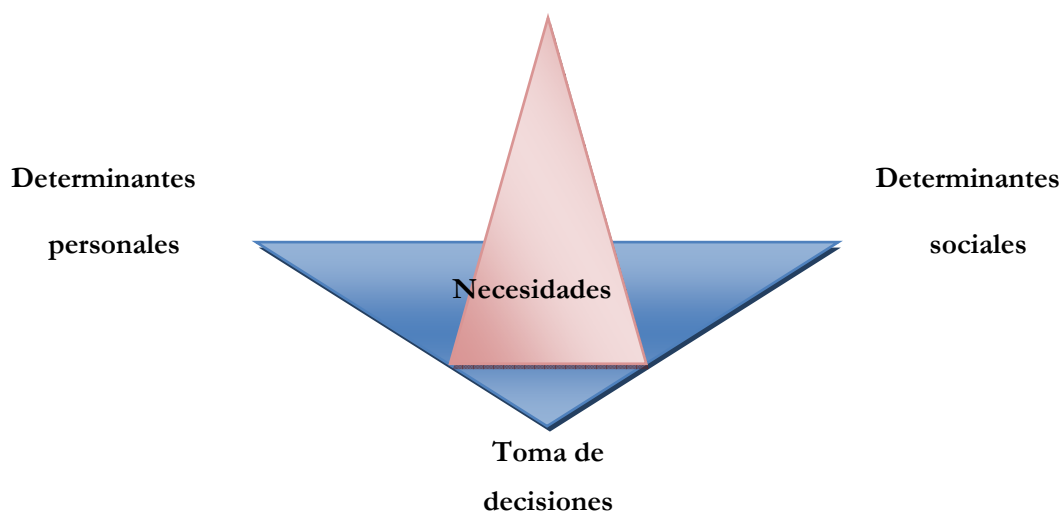 Determinantes
personales
Determinantes
sociales
Necesidades
Toma de
decisiones